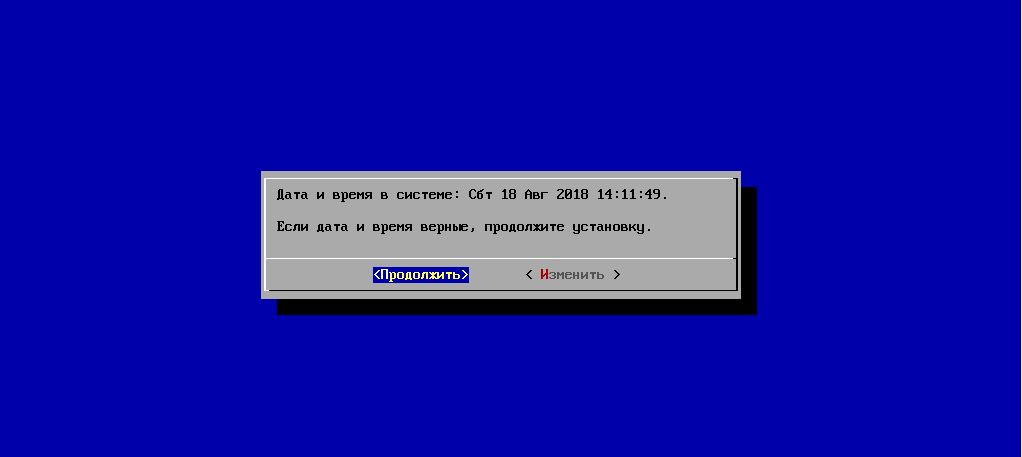 Дата и время в системе: Сбт 18 Авг 2018 14:11:49.
Если дата и время верные, продолжите установку.
<Продолжить> < Изменить >